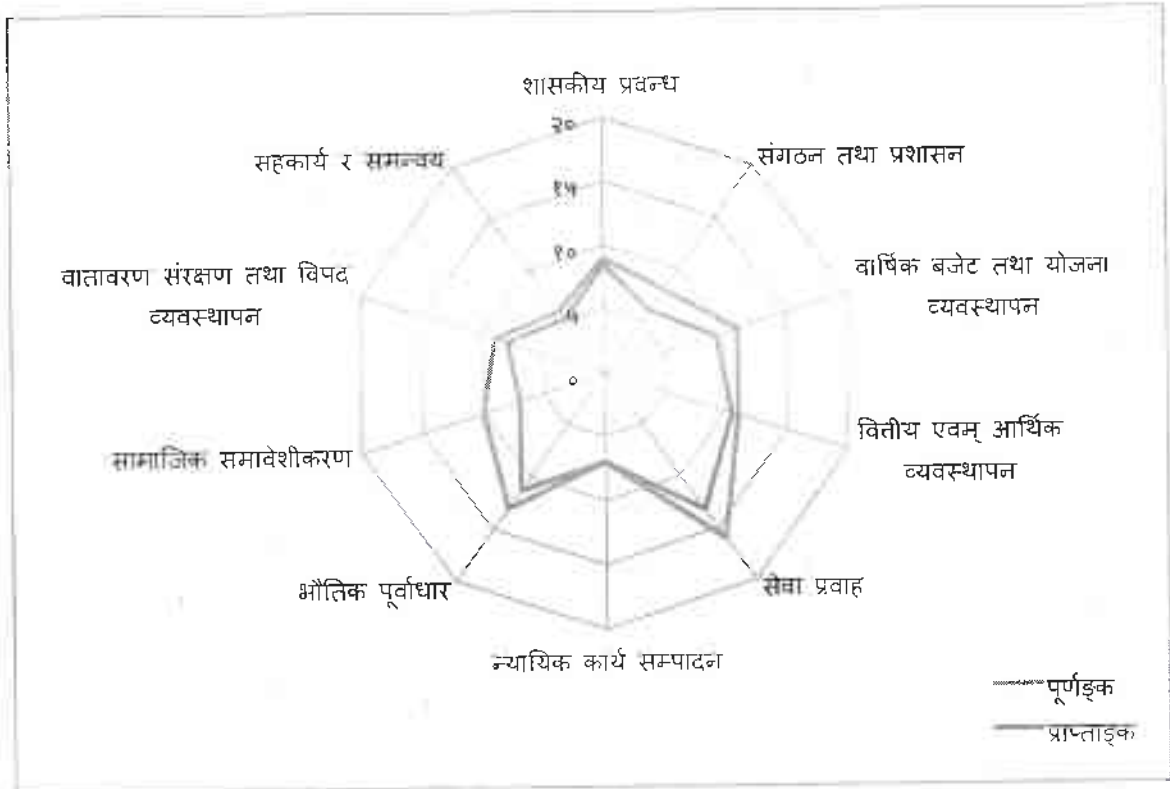 शासकीय प्रवन्ध
२०
संगठन तथा प्रशासन
सहकार्य र समन्वय
१५
१०
वार्षिक बजेट तथा योजना
व्यवस्थापन
वातावरण संरक्षण तथा विपद
व्यवस्थापन
५
०
वित्तीय एवम् आर्थिक
व्यवस्थापन
सामाजिक समावेशीकरण
भौतिक पूर्वाधार
सेवा प्रवाह
न्यायिक कार्य सम्पादन
पूर्णङ्क
प्राप्ताङ्क